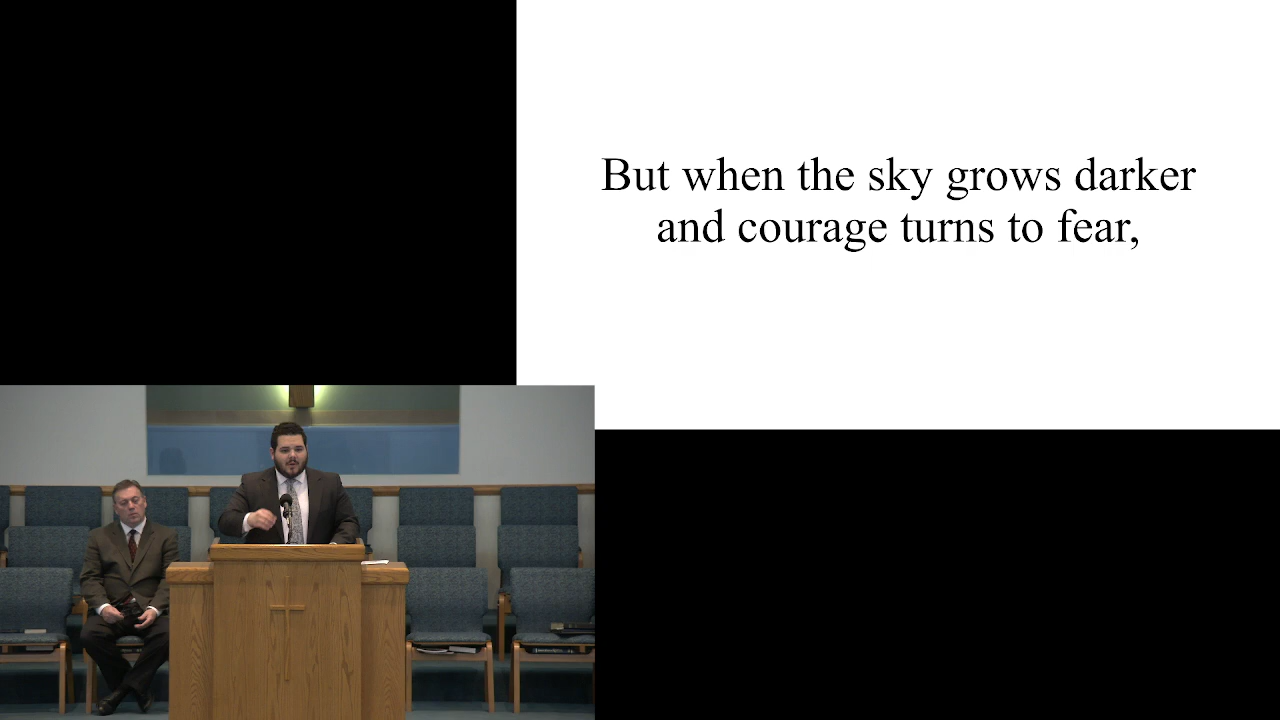 But when the sky grows darker
and courage turns to fear,